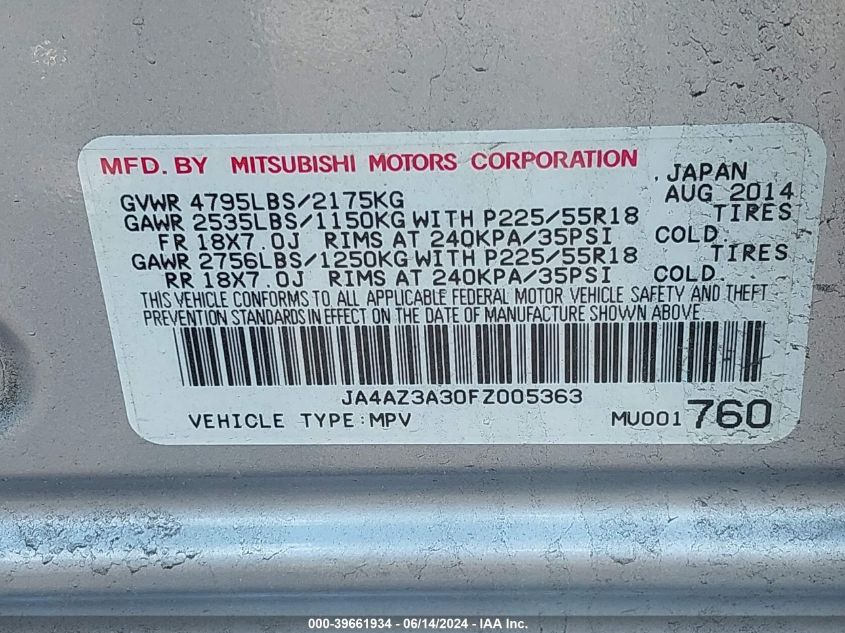 MFD. BY MITSUBISHI MOTORS CORPORATION JAPAN
GVWR 4795LBS/2175KG AUG 2014
GAWR 2535LBS/1150KG WITH P225/55R18 TIRES
FR 18X7.0J RIMS AT 240KPA/35PSI COLD
GAWR 2756LBS/1250KG WITH P225/55R18 TIRES
RR 18X7.0J RIMS AT 240KPA/35PSI COLD.
THIS VEHICLE CONFORMS TO ALL APPLICABLE FEDERAL MOTOR VEHICLE SAFETY AND THEFT
PREVENTION STANDARDS IN EFFECT ON THE DATE OF MANUFACTURE SHOWN ABOVE.
JA4AZ3A30FZ005363
VEHICLE TYPE:MPV MU001 760
000-39661934 - 06/14/2024 - IAA Inc.